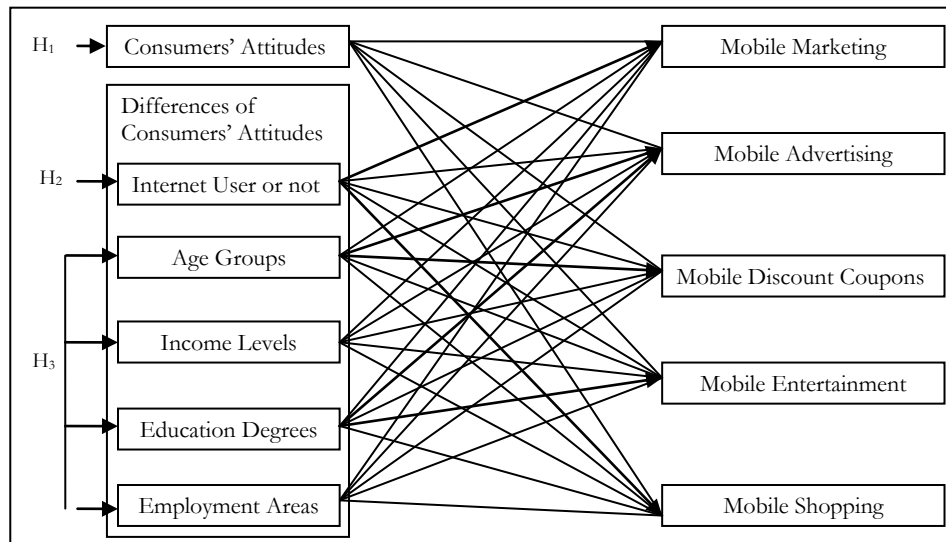 H1
Consumers' Attitudes
Mobile Marketing
Differences of
Consumers' Attitudes
Mobile Advertising
H2
Internet User or not
Age Groups
Mobile Discount Coupons
H3
Income Levels
Mobile Entertainment
Education Degrees
Employment Areas
Mobile Shopping